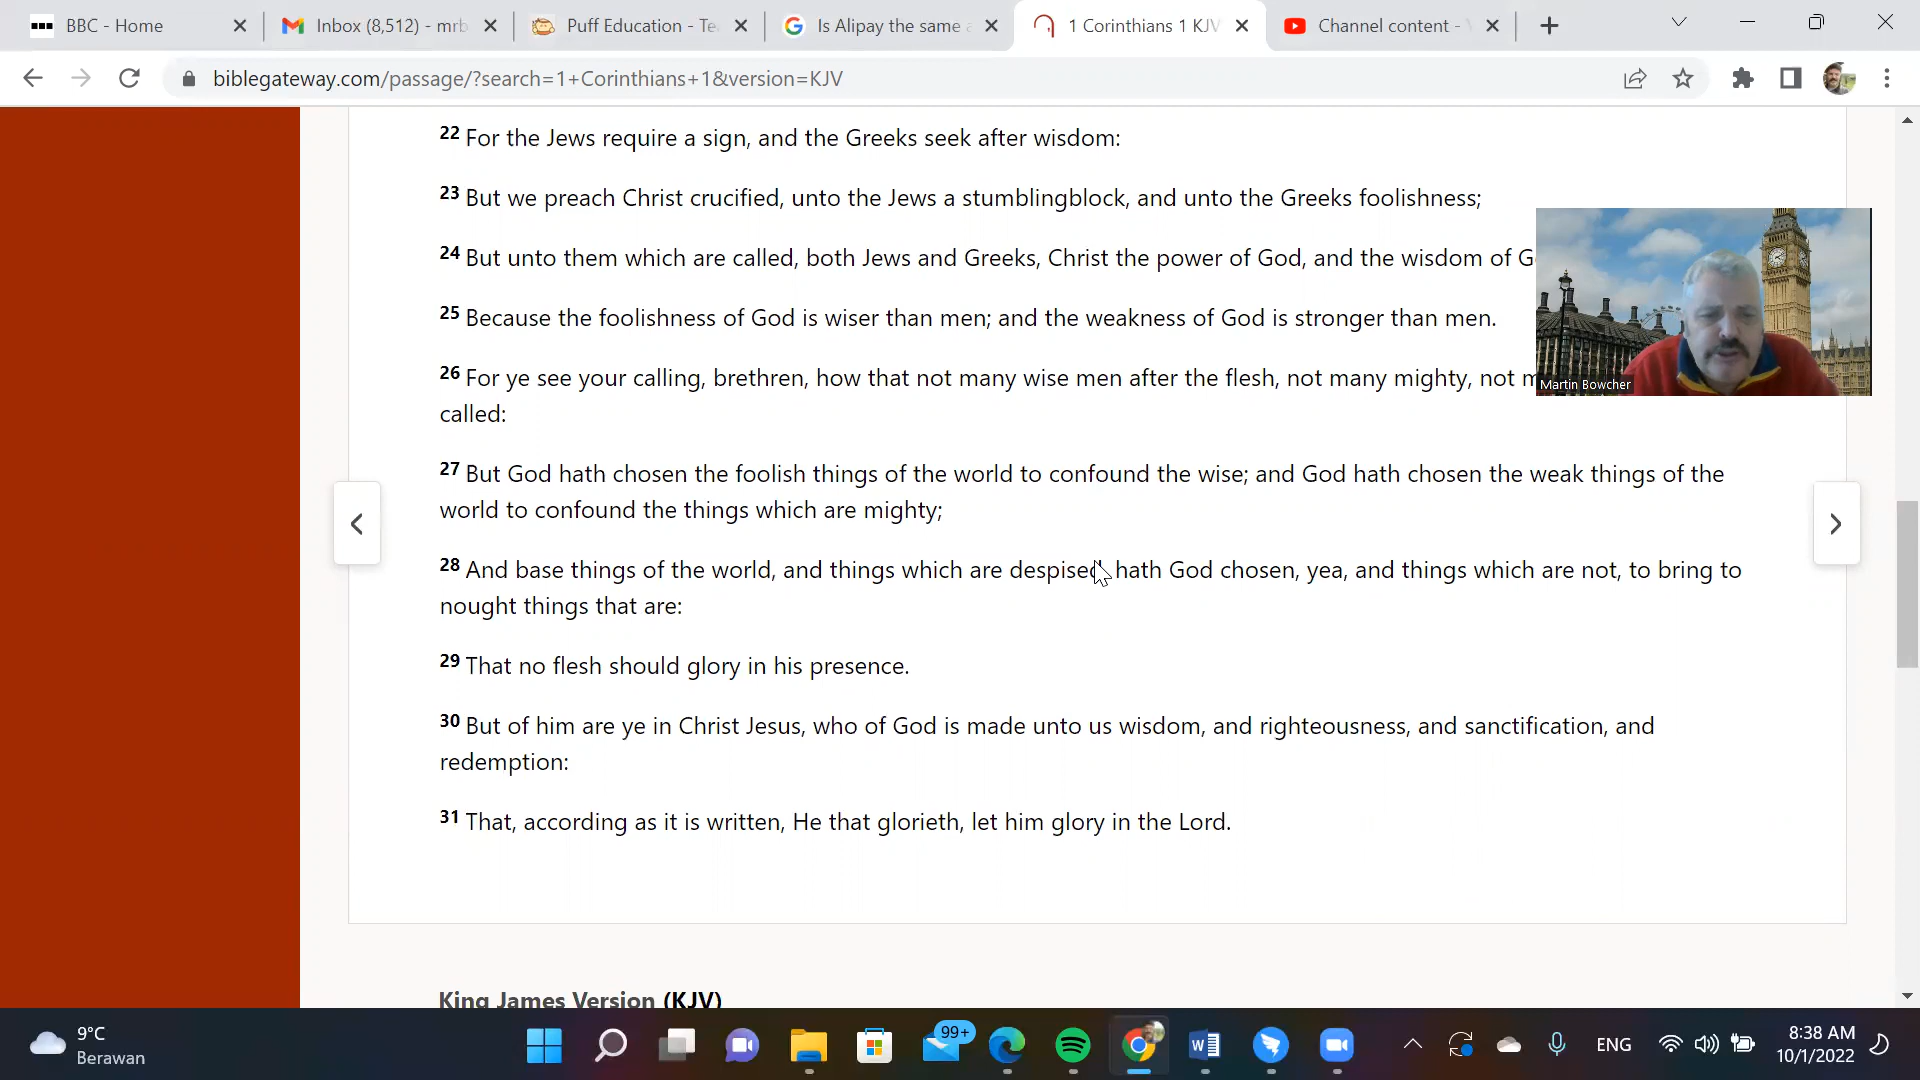 BBC - Home
Inbox (8,512) - mrb
Puff Education - Te
Is Alipay the same a
1 Corinthians 1 KJV
Channel content -
biblegateway.com/passage/?search=1+Corinthians+1&version=KJV
22 For the Jews require a sign, and the Greeks seek after wisdom:
23 But we preach Christ crucified, unto the Jews a stumblingblock, and unto the Greeks foolishness;
24 But unto them which are called, both Jews and Greeks, Christ the power of God, and the wisdom of G
25 Because the foolishness of God is wiser than men; and the weakness of God is stronger than men.
26 For ye see your calling, brethren, how that not many wise men after the flesh, not many mighty, not m
called:
Martin Bowcher
27 But God hath chosen the foolish things of the world to confound the wise; and God hath chosen the weak things of the
world to confound the things which are mighty;
28 And base things of the world, and things which are despised, hath God chosen, yea, and things which are not, to bring to
nought things that are:
29 That no flesh should glory in his presence.
30 But of him are ye in Christ Jesus, who of God is made unto us wisdom, and righteousness, and sanctification, and
redemption:
31 That, according as it is written, He that glorieth, let him glory in the Lord.
King James Version (KJV)
9°C
Berawan
99+
ENG
8:38 AM
10/1/2022